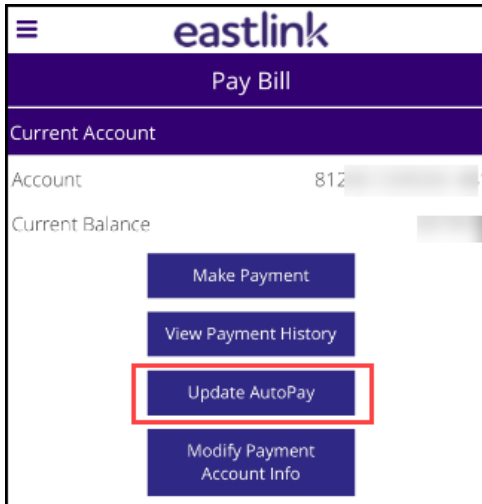 eastlink
Pay Bill
Current Account
Account 812
Current Balance
Make Payment
View Payment History
Update AutoPay
Modify Payment
Account Info